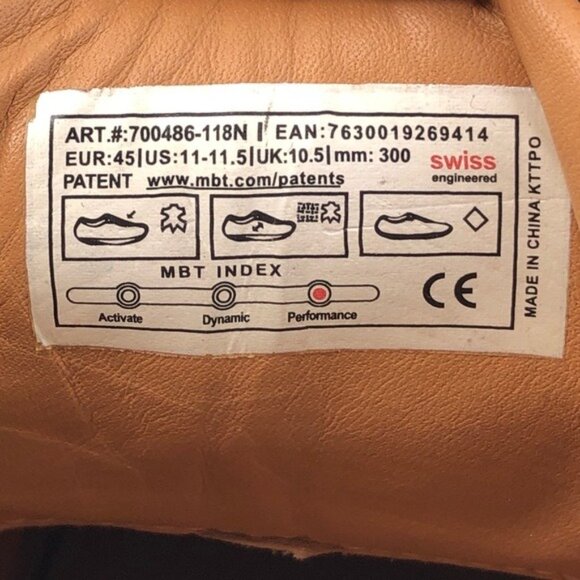 ART.#:700486-118N | EAN:7630019269414
EUR:45|US:11-11.5|UK:10.5|mm: 300
swiss
engineered
PATENT www.mbt.com/patents
MBT INDEX
Activate Dynamic Performance
CE
MADE IN CHINA KTTPO